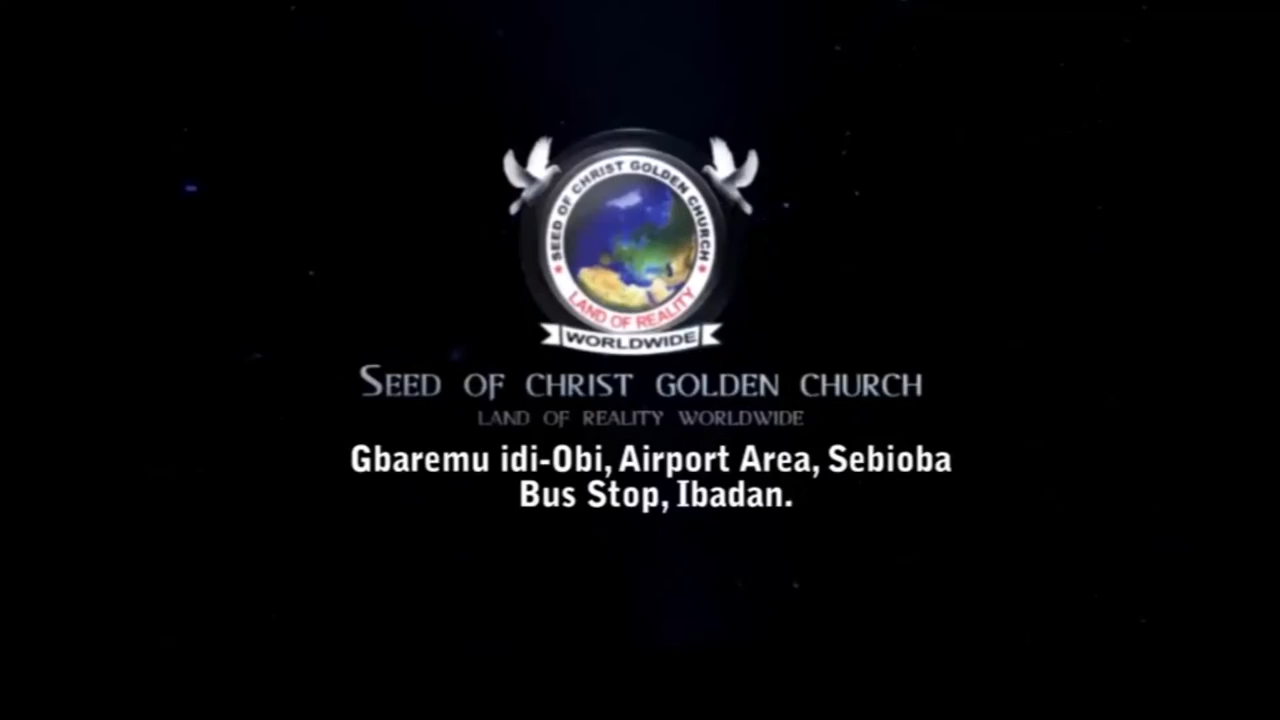 SEED OF CHRIST GOLDEN CHURCH
LAND OF REALITY
WORLDWIDE
SEED OF CHRIST GOLDEN CHURCH
LAND OF REALITY WORLDWIDE
Gbaremu idi-Obi, Airport Area, Sebioba
Bus Stop, Ibadan.